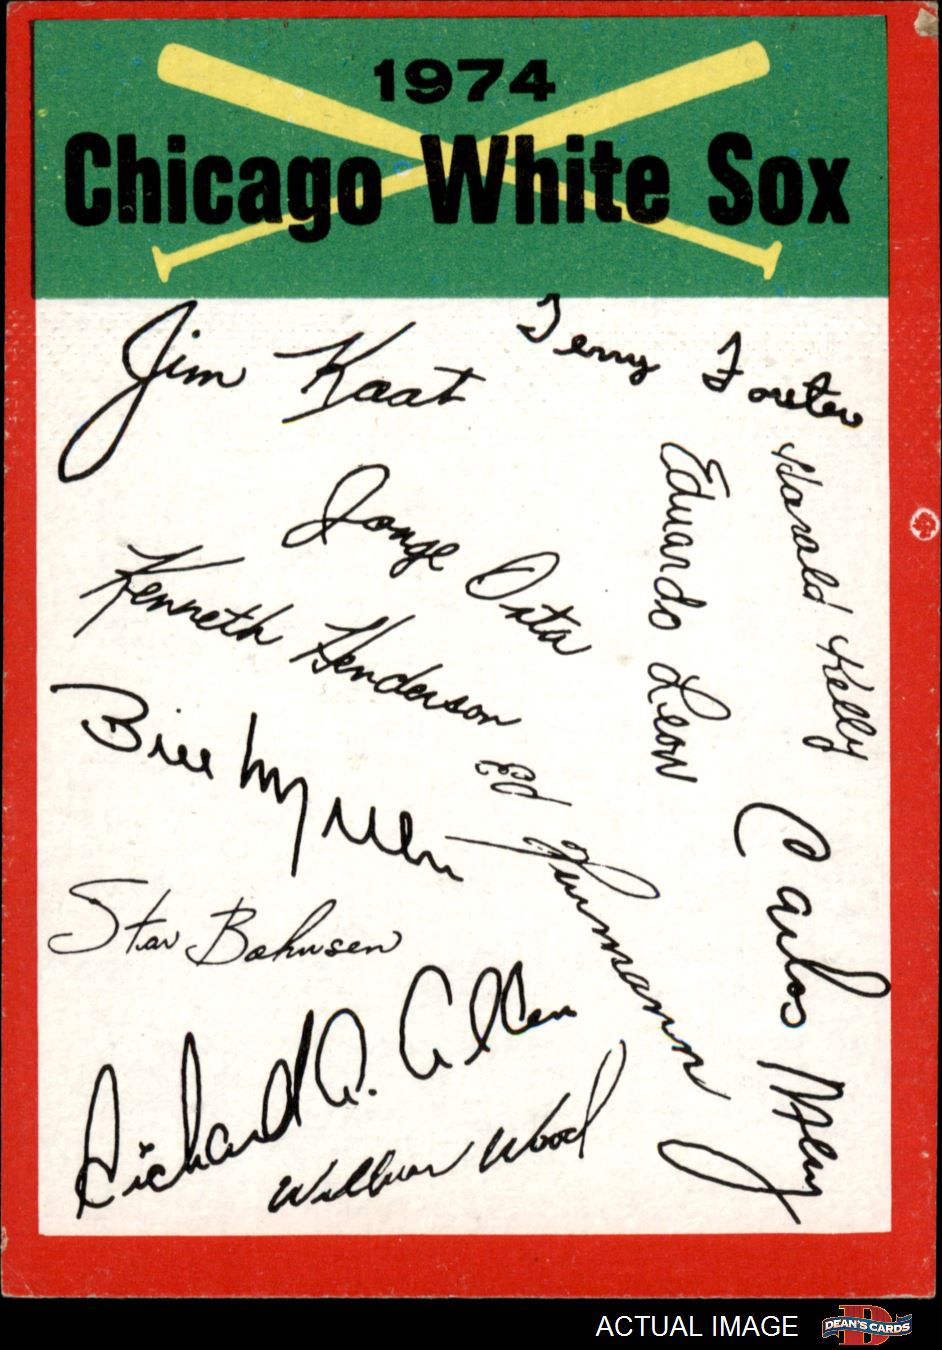 1974
Chicago White Sox
Jim Kaat
Terry Forster
Jorge Orta
Eduardo Leon
Harold Kelly
Kenneth Henderson
Bill Melton
Ed Herrmann
Carlos May
Stan Bahnsen
Richard A. Allen
Wilbur Wood
ACTUAL IMAGE
DEAN'S CARDS